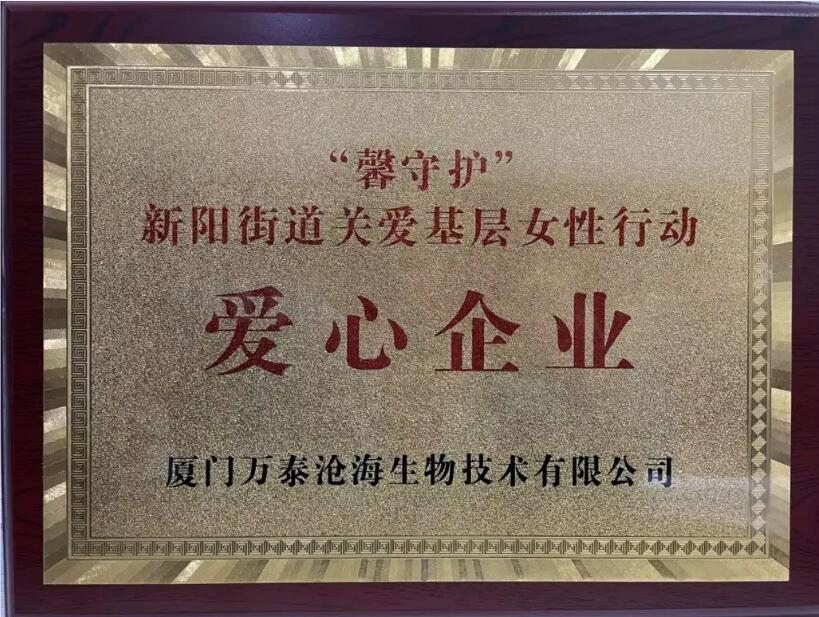 “馨守护”
新阳街道关爱基层女性行动
爱心企业
厦门万泰沧海生物技术有限公司